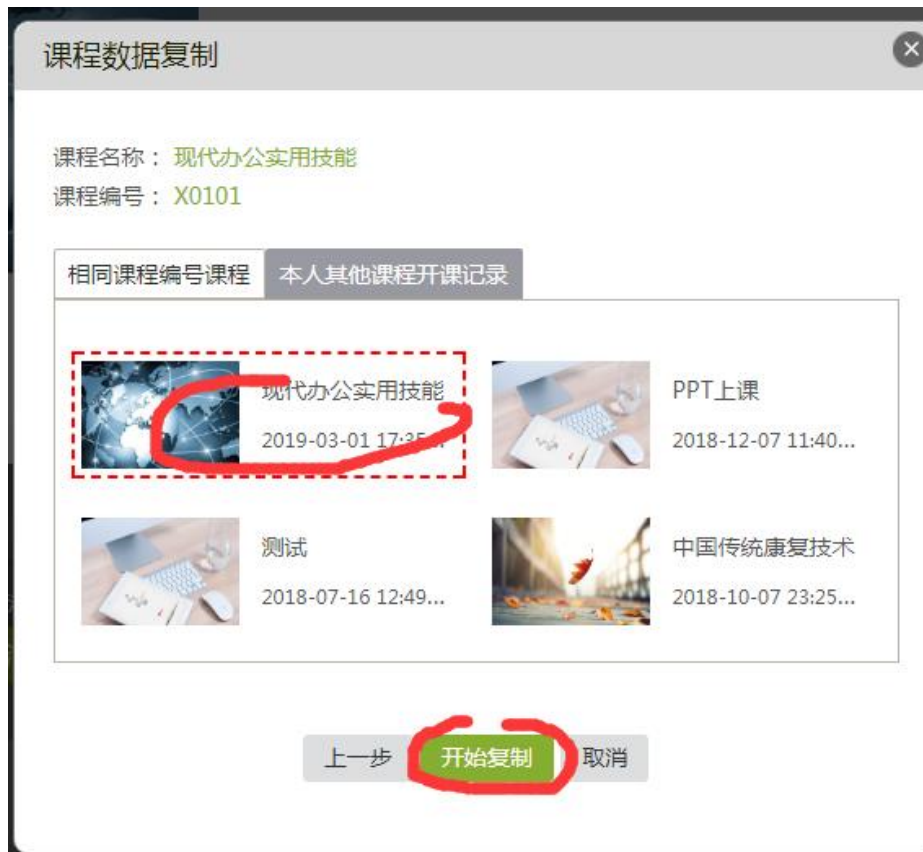 课程数据复制
课程名称： 现代办公实用技能
课程编号： X0101
相同课程编号课程 本人其他课程开课记录
现代办公实用技能
2019-03-01 17:35...
PPT上课
2018-12-07 11:40...
测试
2018-07-16 12:49...
中国传统康复技术
2018-10-07 23:25...
上一步 开始复制 取消